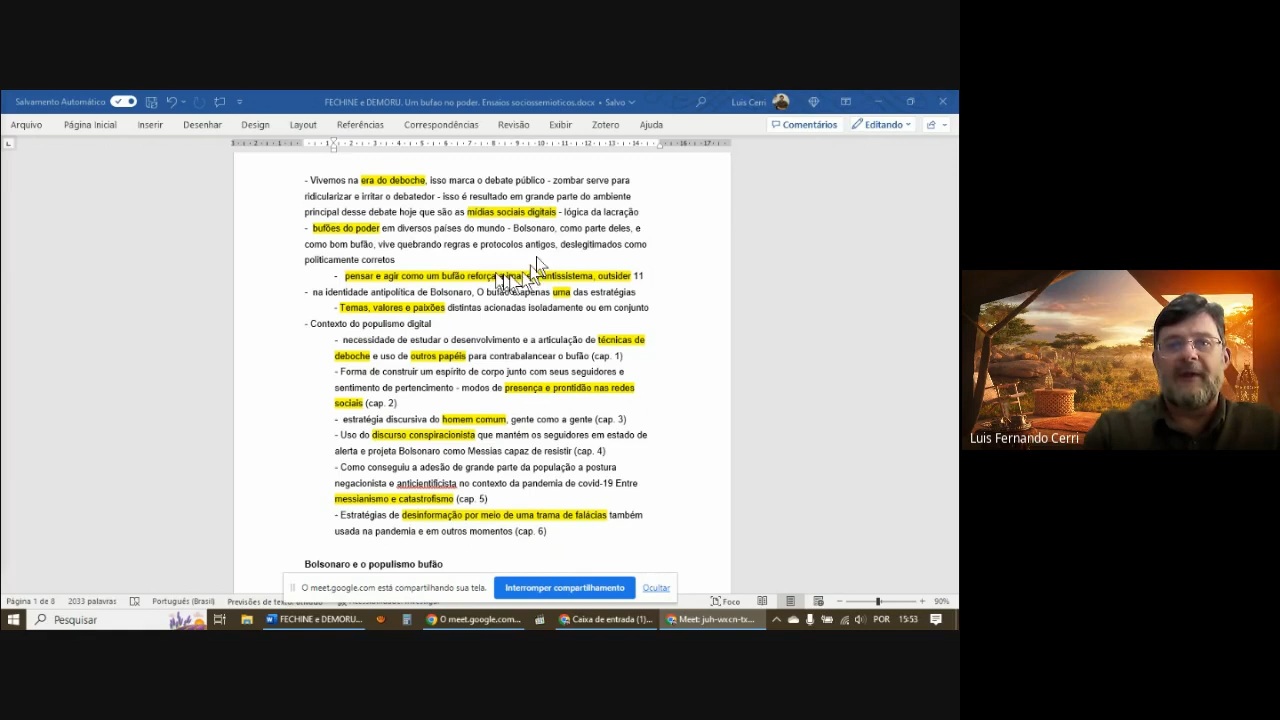 Salvamento Automático
FECHINE e DEMORU. Um bufao no poder. Ensaios sociossemioticos.docx • Salvo
Luis Cerri
Arquivo Página Inicial Inserir Desenhar Design Layout Referências Correspondências Revisão Exibir Zotero Ajuda Comentários Editando
- Vivemos na era do deboche, isso marca o debate público - zombar serve para
ridicularizar e irritar o debatedor - isso é resultado em grande parte do ambiente
principal desse debate hoje que são as mídias sociais digitais - lógica da lacração
- bufões do poder em diversos países do mundo - Bolsonaro, como parte deles, e
como bom bufão, vive quebrando regras e protocolos antigos, deslegitimados como
politicamente corretos
- pensar e agir como um bufão reforça antissistema, outsider 11
- na identidade antipolítica de Bolsonaro, O bufão é apenas uma das estratégias
- Temas, valores e paixões distintas acionadas isoladamente ou em conjunto
- Contexto do populismo digital
- necessidade de estudar o desenvolvimento e a articulação de técnicas de
deboche e uso de outros papéis para contrabalancear o bufão (cap. 1)
- Forma de construir um espírito de corpo junto com seus seguidores e
sentimento de pertencimento - modos de presença e prontidão nas redes
sociais (cap. 2)
- estratégia discursiva do homem comum, gente como a gente (cap. 3)
- Uso do discurso conspiracionista que mantém os seguidores em estado de
alerta e projeta Bolsonaro como Messias capaz de resistir (cap. 4)
- Como conseguiu a adesão de grande parte da população a postura
negacionista e anticientificista no contexto da pandemia de covid-19 Entre
messianismo e catastrofismo (cap. 5)
- Estratégias de desinformação por meio de uma trama de falácias também
usada na pandemia e em outros momentos (cap. 6)
Bolsonaro e o populismo bufão
O meet.google.com está compartilhando sua tela. Interromper compartilhamento Ocultar
Página 1 de 8 2033 palavras Português (Brasil) Previsões de Foco 90%
Pesquisar FECHINE e DEMORU... O meet.google.com... Caixa de entrada (1)... Meet: juh-wxcn-tx... POR 15:53
Luis Fernando Cerri